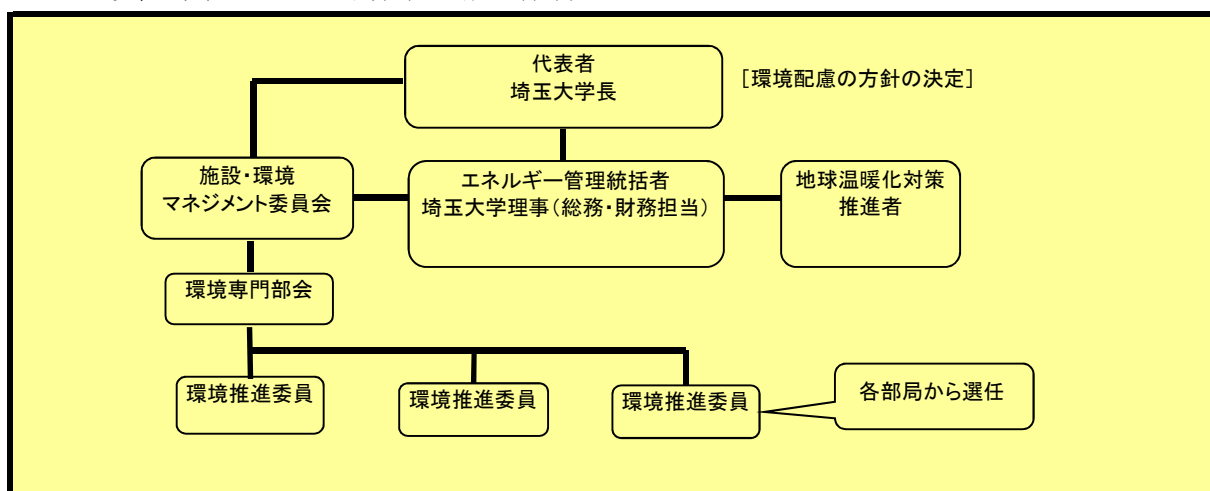 代表者
埼玉大学長
[環境配慮の方針の決定]
施設・環境
マネジメント委員会
エネルギー管理統括者
埼玉大学理事(総務・財務担当)
地球温暖化対策
推進者
環境専門部会
環境推進委員
環境推進委員
環境推進委員
各部局から選任